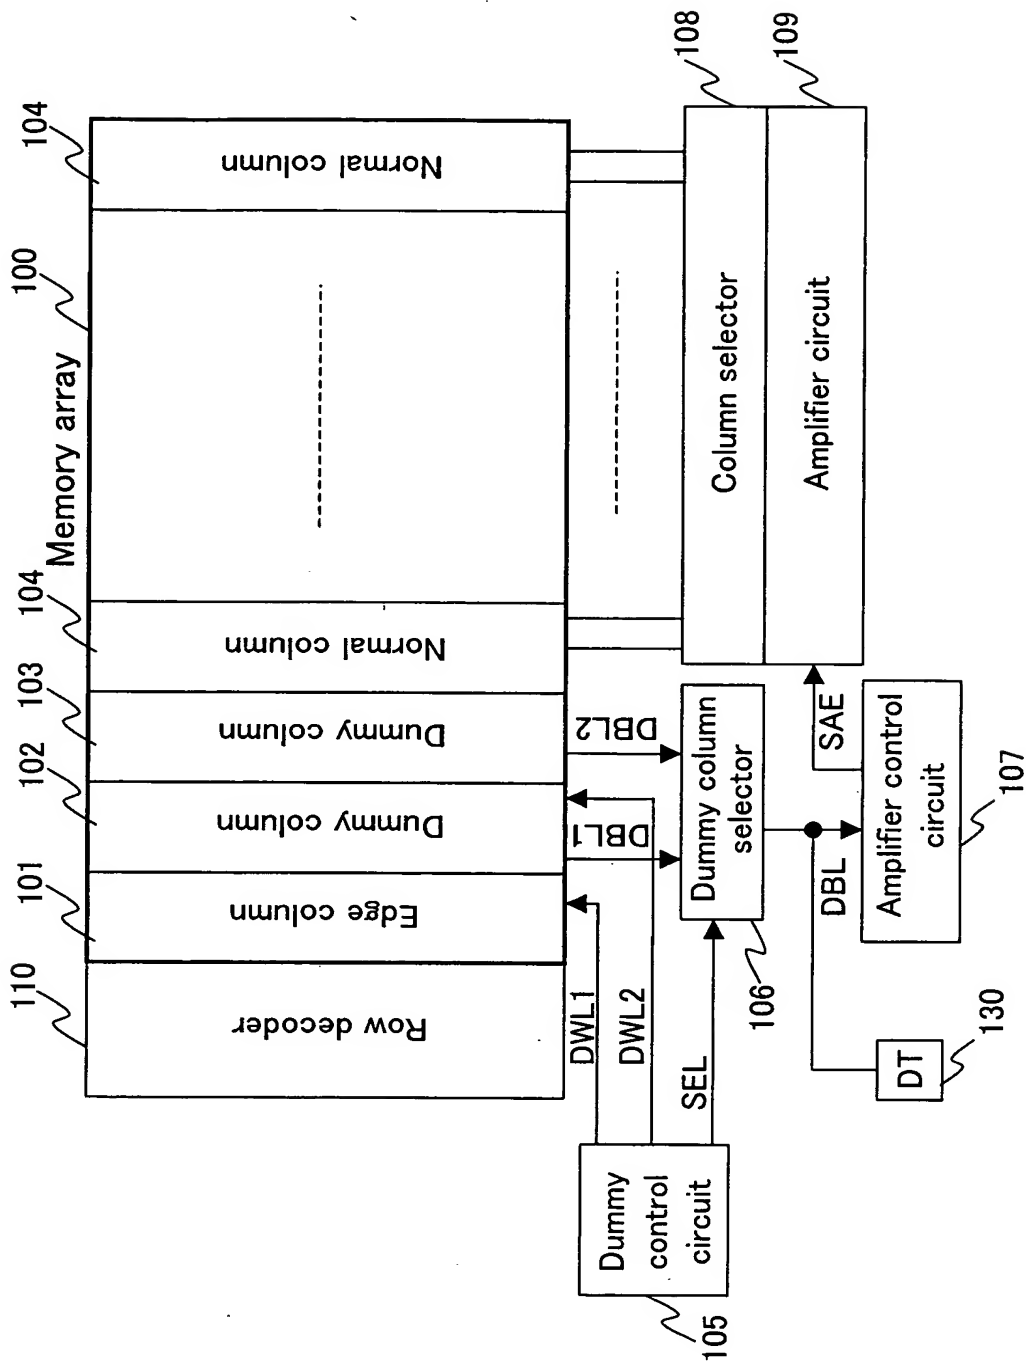 Memory array
100
110
101
102
103
104
104
Row decoder
Edge column
Dummy column
Dummy column
Normal column
Normal column
DWL1
DWL2
SEL
DBL1
DBL2
Dummy
control
circuit
105
Dummy column
selector
106
Column selector
108
Amplifier circuit
109
DBL
SAE
Amplifier control
circuit
107
DT
130